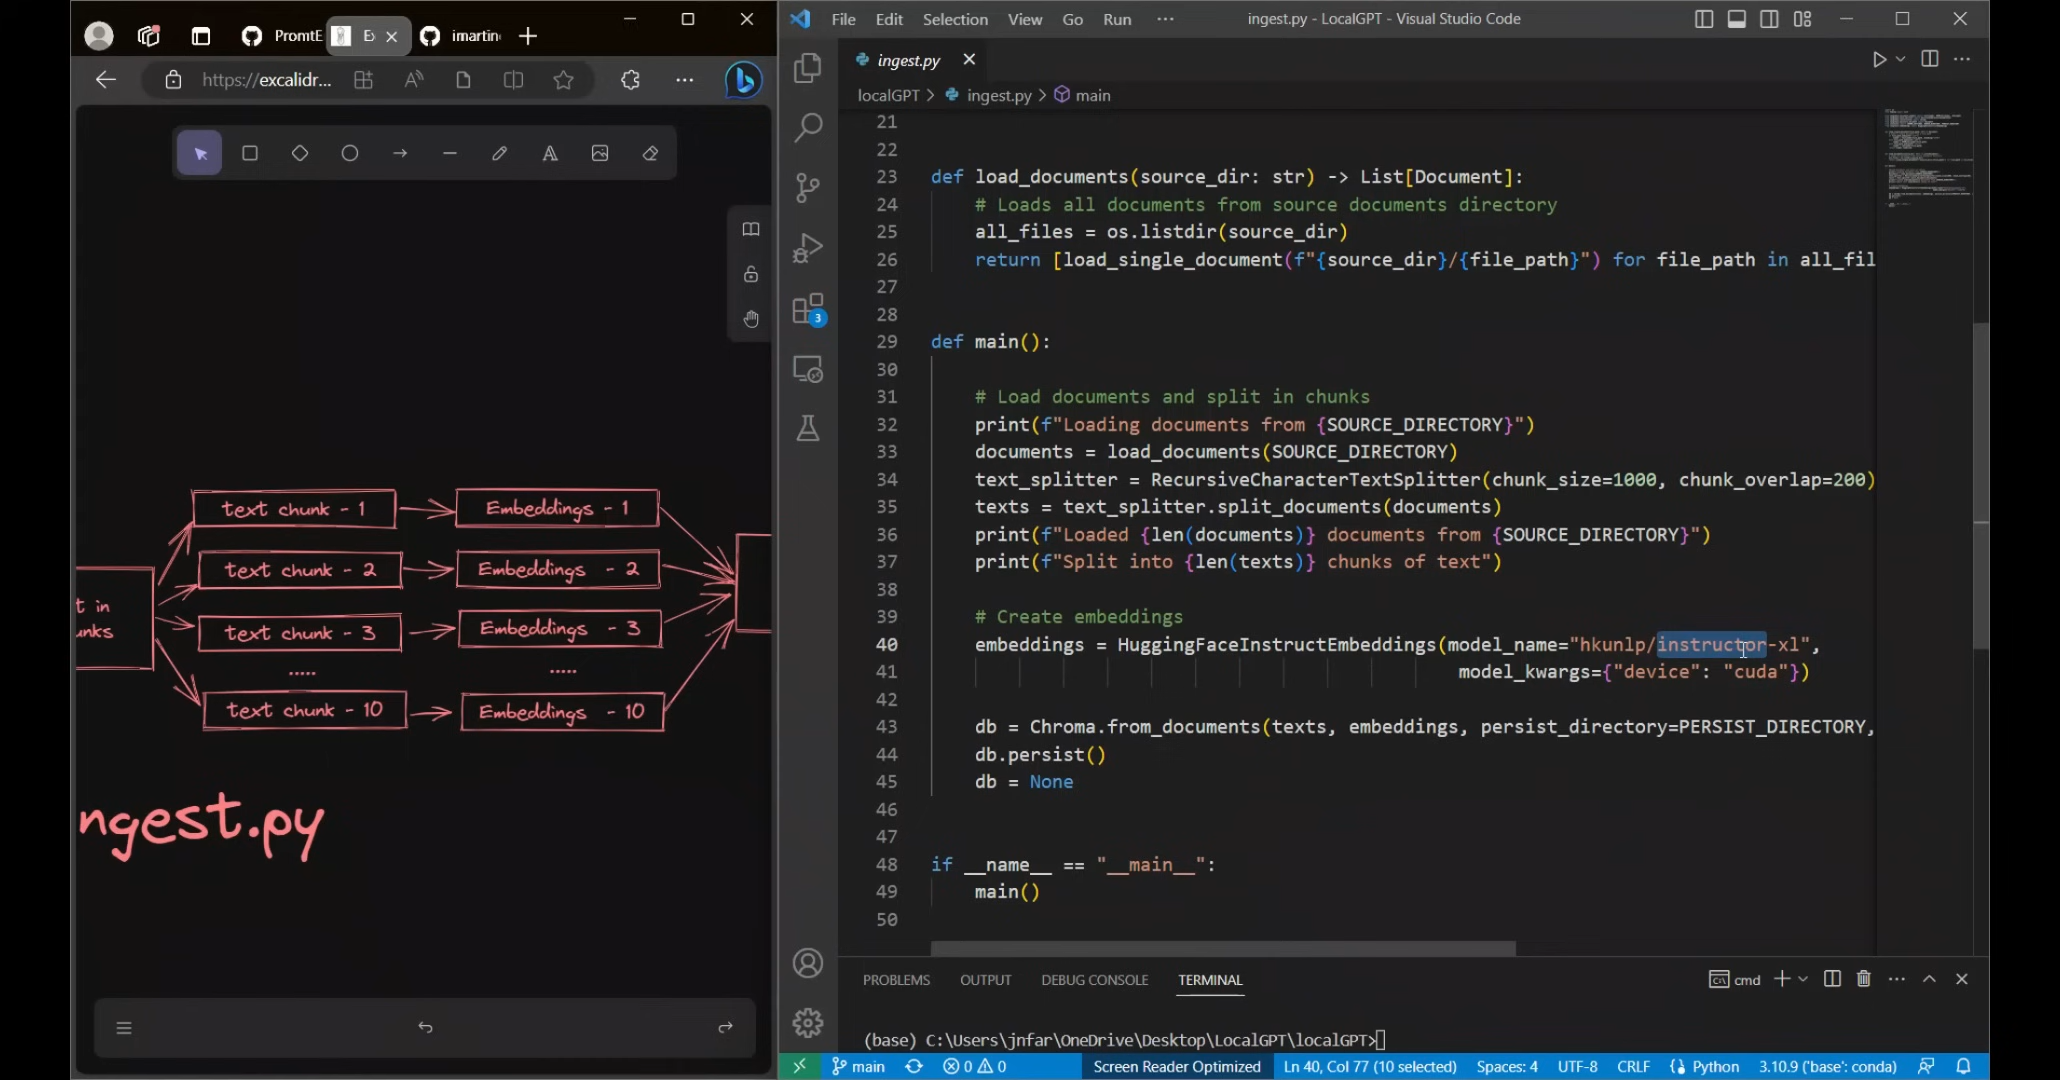 PromtE
E
imartin
https://excalidr...
text chunk - 1
Embeddings - 1
text chunk - 2
Embeddings - 2
t in
unks
text chunk - 3
Embeddings - 3
.....
.....
text chunk - 10
Embeddings - 10
ngest.py
File Edit Selection View Go Run ···
ingest.py - LocalGPT - Visual Studio Code
ingest.py
localGPT > ingest.py > main
21
22
23 def load_documents(source_dir: str) -> List[Document]:
24 # Loads all documents from source documents directory
25 all_files = os.listdir(source_dir)
26 return [load_single_document(f"{source_dir}/{file_path}") for file_path in all_fil
27
28
29 def main():
30
31 # Load documents and split in chunks
32 print(f"Loading documents from {SOURCE_DIRECTORY}")
33 documents = load_documents(SOURCE_DIRECTORY)
34 text_splitter = RecursiveCharacterTextSplitter(chunk_size=1000, chunk_overlap=200)
35 texts = text_splitter.split_documents(documents)
36 print(f"Loaded {len(documents)} documents from {SOURCE_DIRECTORY}")
37 print(f"Split into {len(texts)} chunks of text")
38
39 # Create embeddings
40 embeddings = HuggingFaceInstructEmbeddings(model_name="hkunlp/instructor-xl",
41 model_kwargs={"device": "cuda"})
42
43 db = Chroma.from_documents(texts, embeddings, persist_directory=PERSIST_DIRECTORY,
44 db.persist()
45 db = None
46
47
48 if __name__ == "__main__":
49 main()
50
3
PROBLEMS OUTPUT DEBUG CONSOLE TERMINAL
cmd
(base) C:\Users\jnfar\OneDrive\Desktop\LocalGPT\localGPT>
main 0 0 Screen Reader Optimized Ln 40, Col 77 (10 selected) Spaces: 4 UTF-8 CRLF Python 3.10.9 ('base': conda)